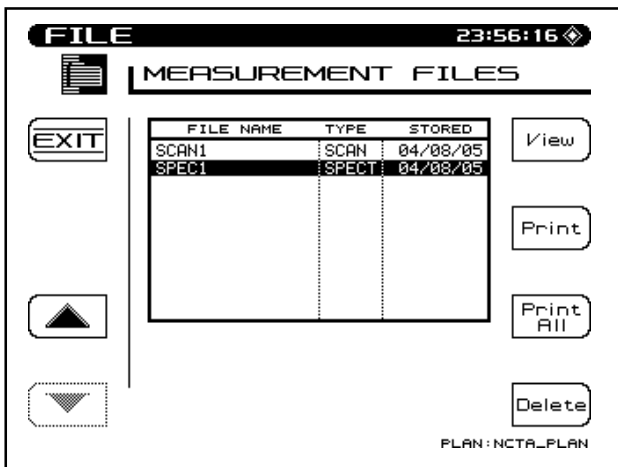 FILE 23:56:16
MEASUREMENT FILES
EXIT
FILE NAME TYPE STORED
SCAN1 SCAN 04/08/05
SPEC1 SPECT 04/08/05
View
Print
Print
All
Delete
PLAN:NCTA_PLAN